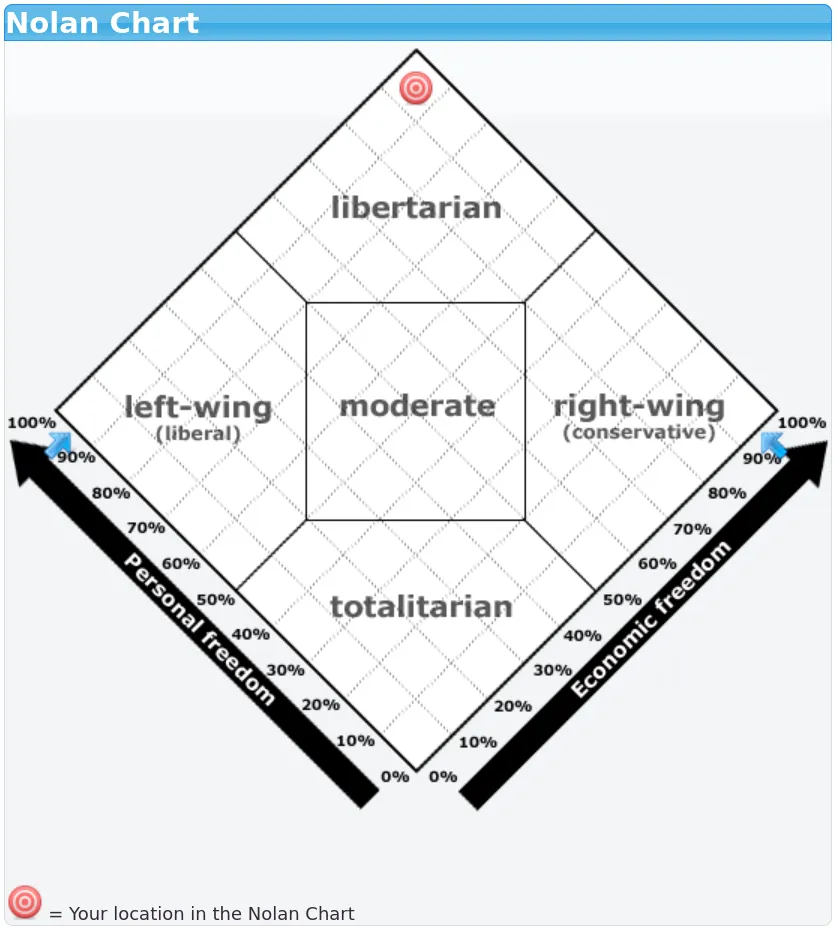 Nolan Chart
libertarian
left-wing
(liberal)
moderate
right-wing
(conservative)
totalitarian
100%
90%
80%
70%
60%
50%
40%
30%
20%
10%
0%
Personal freedom
100%
90%
80%
70%
60%
50%
40%
30%
20%
10%
0%
Economic freedom
= Your location in the Nolan Chart